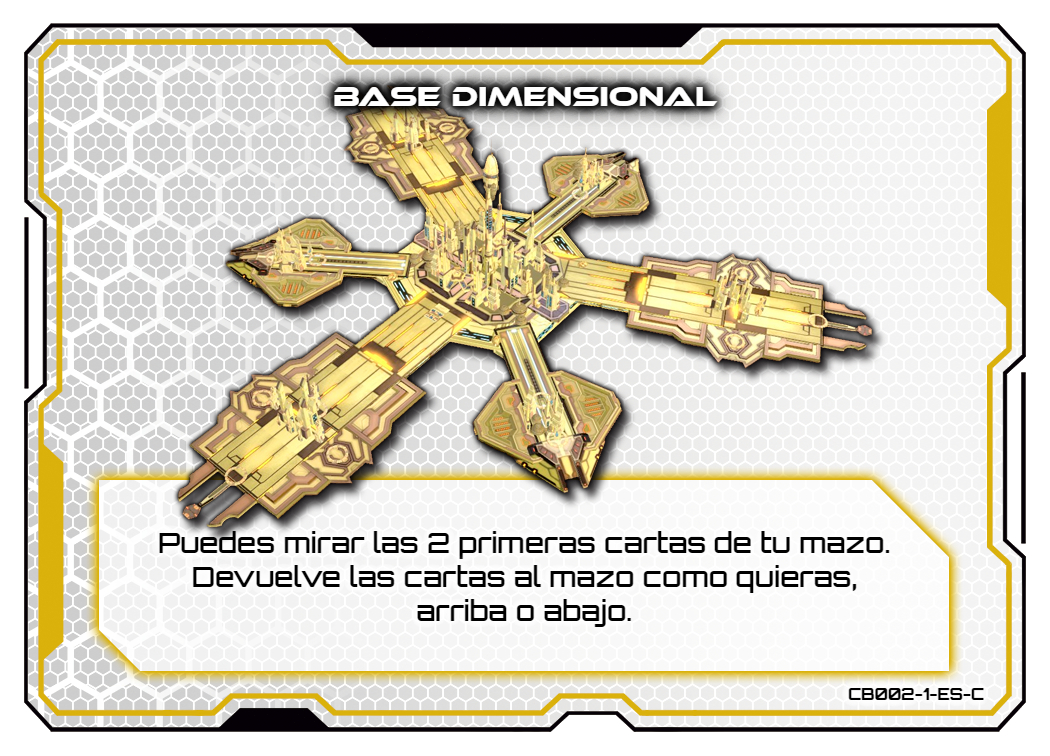 BASE DIMENSIONAL
Puedes mirar las 2 primeras cartas de tu mazo.
Devuelve las cartas al mazo como quieras,
arriba o abajo.
CB002-1-ES-C